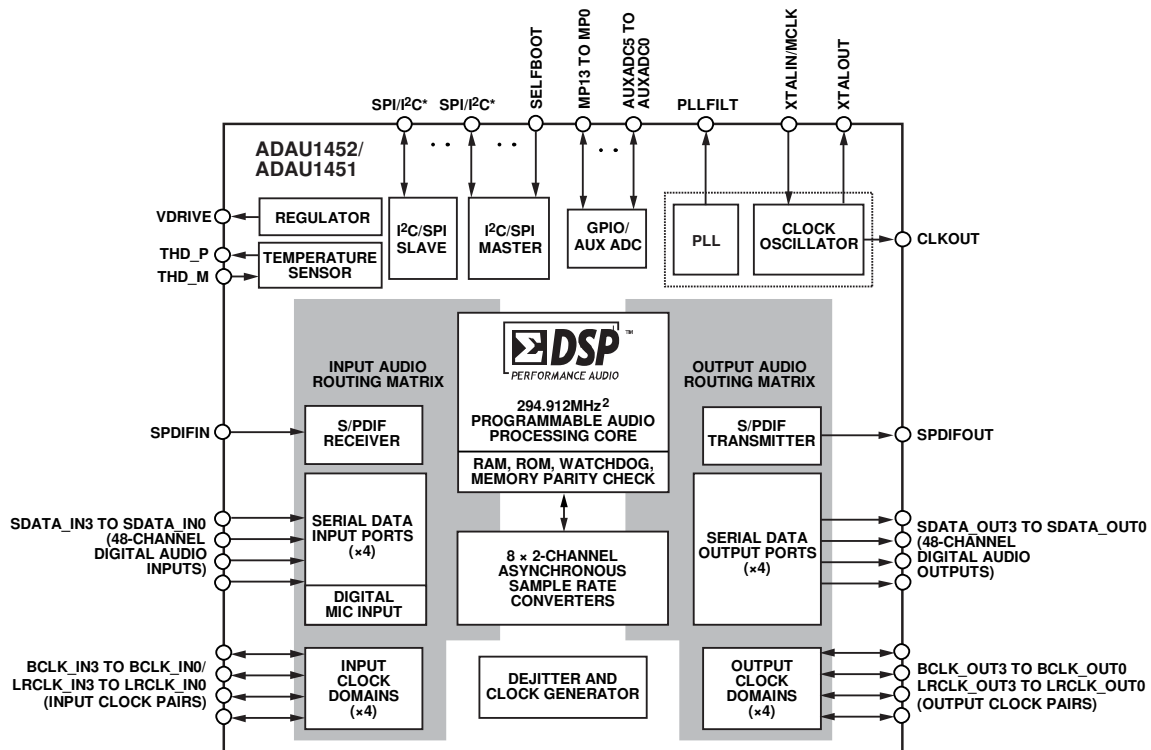 SPI/I²C*
SPI/I²C*
SELFBOOT
MP13 TO MP0
AUXADC5 TO
AUXADC0
PLLFILT
XTALIN/MCLK
XTALOUT
ADAU1452/
ADAU1451
VDRIVE
REGULATOR
THD_P
THD_M
TEMPERATURE
SENSOR
I²C/SPI
SLAVE
I²C/SPI
MASTER
GPIO/
AUX ADC
PLL
CLOCK
OSCILLATOR
CLKOUT
INPUT AUDIO
ROUTING MATRIX
ΣDSP™
PERFORMANCE AUDIO
294.912MHz²
PROGRAMMABLE AUDIO
PROCESSING CORE
RAM, ROM, WATCHDOG,
MEMORY PARITY CHECK
OUTPUT AUDIO
ROUTING MATRIX
SPDIFIN
S/PDIF
RECEIVER
S/PDIF
TRANSMITTER
SPDIFOUT
SDATA_IN3 TO SDATA_IN0
(48-CHANNEL
DIGITAL AUDIO
INPUTS)
SERIAL DATA
INPUT PORTS
(×4)
DIGITAL
MIC INPUT
8 × 2-CHANNEL
ASYNCHRONOUS
SAMPLE RATE
CONVERTERS
SERIAL DATA
OUTPUT PORTS
(×4)
SDATA_OUT3 TO SDATA_OUT0
(48-CHANNEL
DIGITAL AUDIO
OUTPUTS)
BCLK_IN3 TO BCLK_IN0/
LRCLK_IN3 TO LRCLK_IN0
(INPUT CLOCK PAIRS)
INPUT
CLOCK
DOMAINS
(×4)
DEJITTER AND
CLOCK GENERATOR
OUTPUT
CLOCK
DOMAINS
(×4)
BCLK_OUT3 TO BCLK_OUT0
LRCLK_OUT3 TO LRCLK_OUT0
(OUTPUT CLOCK PAIRS)